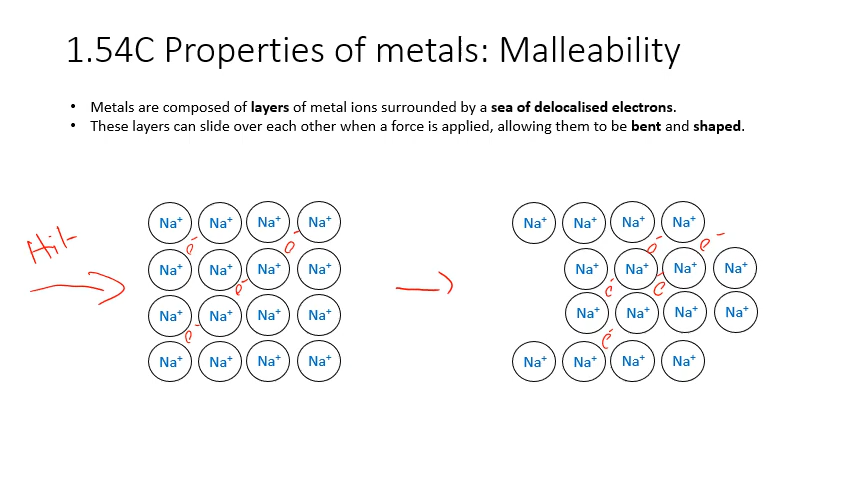 1.54C Properties of metals: Malleability
• Metals are composed of layers of metal ions surrounded by a sea of delocalised electrons.
• These layers can slide over each other when a force is applied, allowing them to be bent and shaped.
Hit
Na⁺ Na⁺ Na⁺ Na⁺
e⁻ e⁻
Na⁺ Na⁺ Na⁺ Na⁺
e⁻
Na⁺ Na⁺ Na⁺ Na⁺
e⁻
Na⁺ Na⁺ Na⁺ Na⁺
Na⁺ Na⁺ Na⁺ Na⁺
e⁻ e⁻
Na⁺ Na⁺ Na⁺ Na⁺
e⁻ e⁻
Na⁺ Na⁺ Na⁺ Na⁺
e⁻
Na⁺ Na⁺ Na⁺ Na⁺